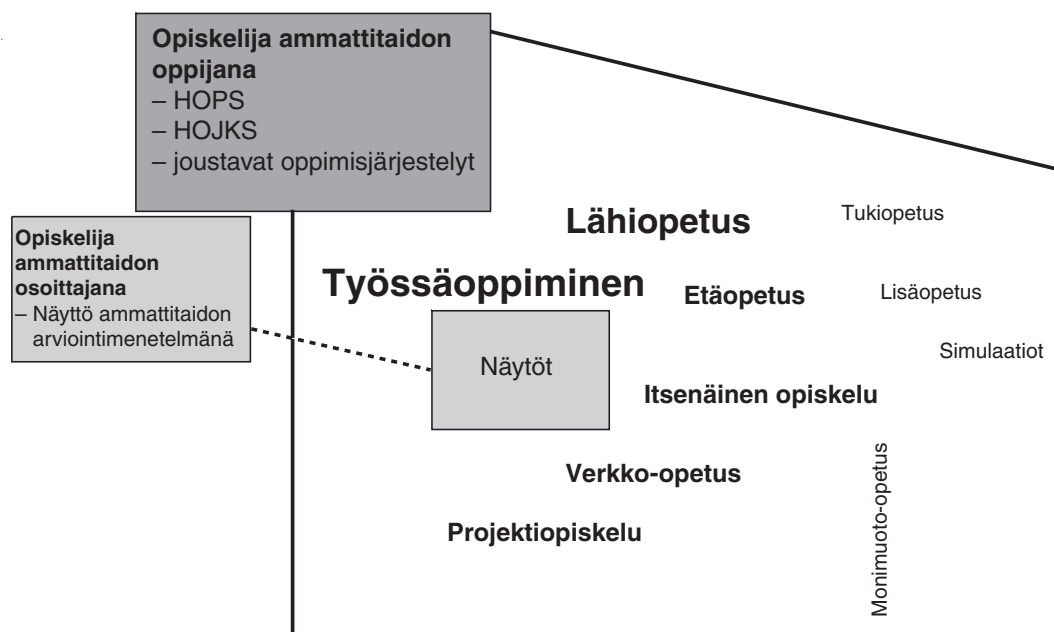 Opiskelija ammattitaidon
oppijana
– HOPS
– HOJKS
– joustavat oppimisjärjestelyt
Opiskelija
ammattitaidon
osoittajana
– Näyttö ammattitaidon
arviointimenetelmänä
Lähiopetus
Tukiopetus
Työssäoppiminen
Etäopetus
Lisäopetus
Simulaatiot
Näytöt
Itsenäinen opiskelu
Verkko-opetus
Projektiopiskelu
Monimuoto-opetus